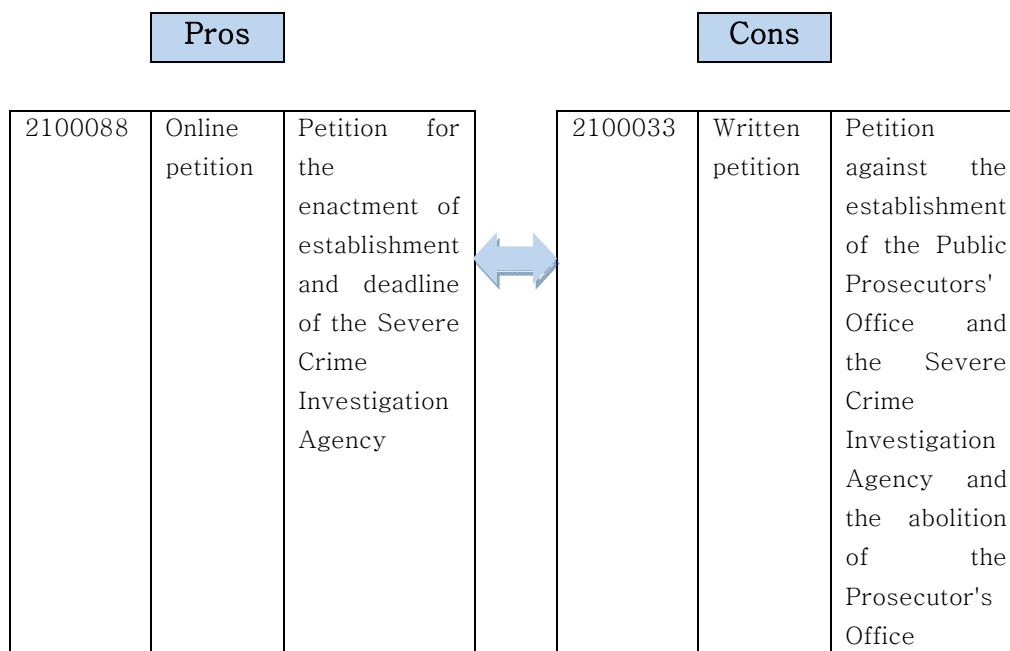 Pros
Cons
2100088
Online
petition
Petition for
the
enactment of
establishment
and deadline
of the Severe
Crime
Investigation
Agency
2100033
Written
petition
Petition
against the
establishment
of the Public
Prosecutors'
Office and
the Severe
Crime
Investigation
Agency and
the abolition
of the
Prosecutor's
Office